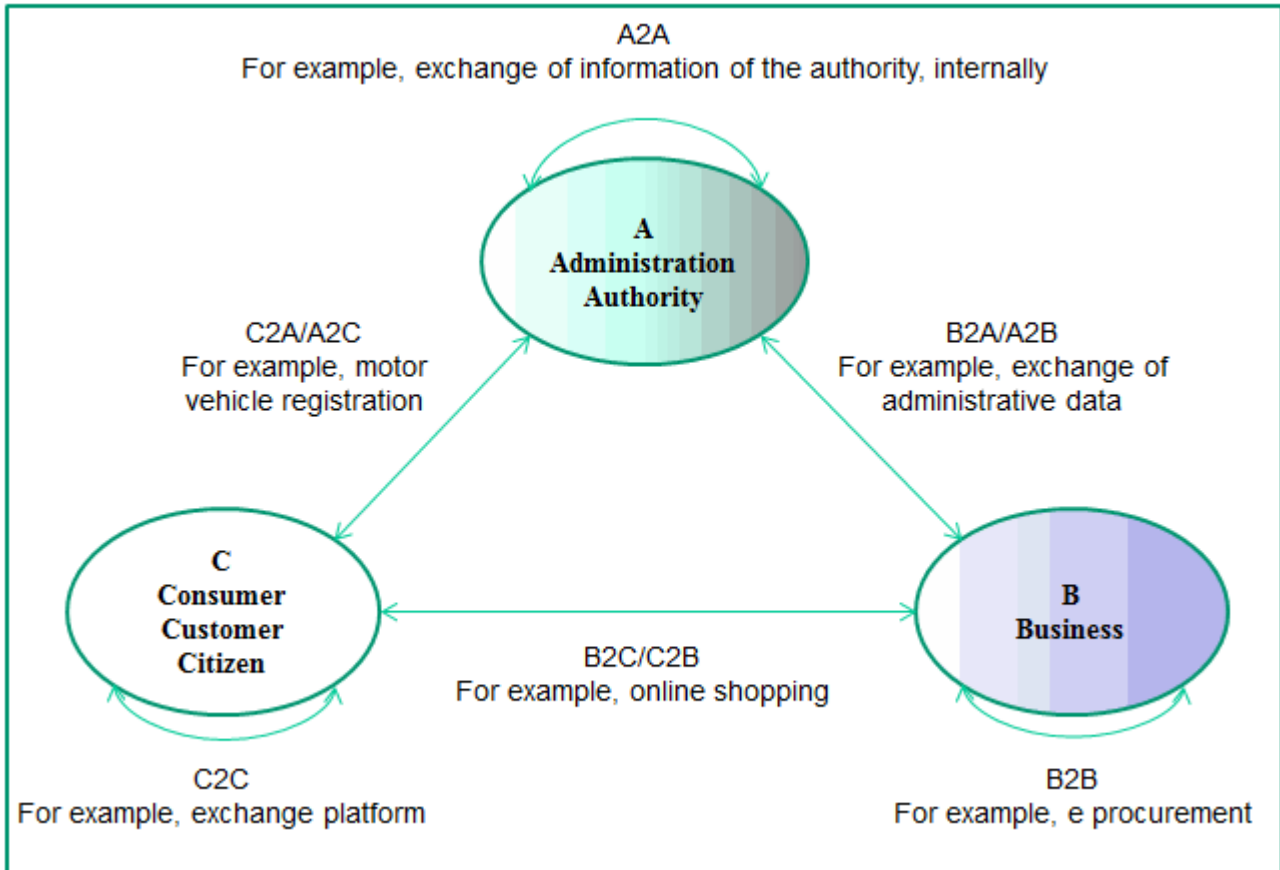 A2A
For example, exchange of information of the authority, internally
A
Administration
Authority
C2A/A2C
For example, motor
vehicle registration
B2A/A2B
For example, exchange of
administrative data
C
Consumer
Customer
Citizen
B
Business
B2C/C2B
For example, online shopping
C2C
For example, exchange platform
B2B
For example, e procurement